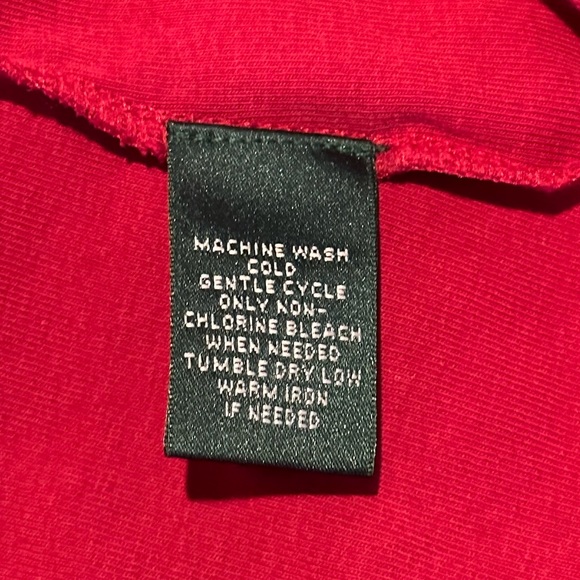 MACHINE WASH
COLD
GENTLE CYCLE
ONLY NON-
CHLORINE BLEACH
WHEN NEEDED
TUMBLE DRY LOW
WARM IRON
IF NEEDED